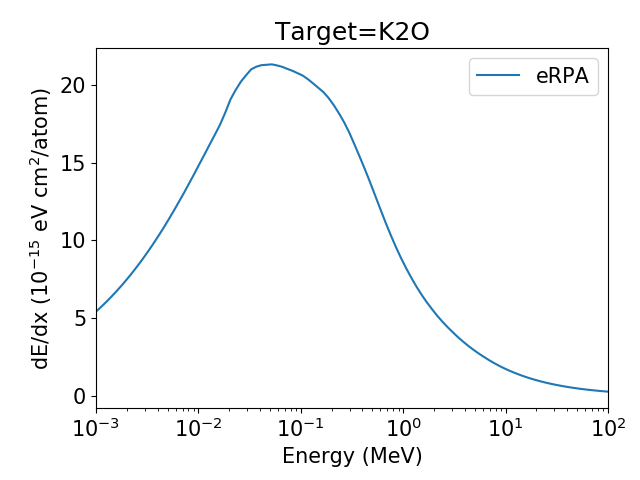 Target=K2O
eRPA
dE/dx (10⁻¹⁵ eV cm²/atom)
20
15
10
5
0
10⁻³ 10⁻² 10⁻¹ 10⁰ 10¹ 10²
Energy (MeV)